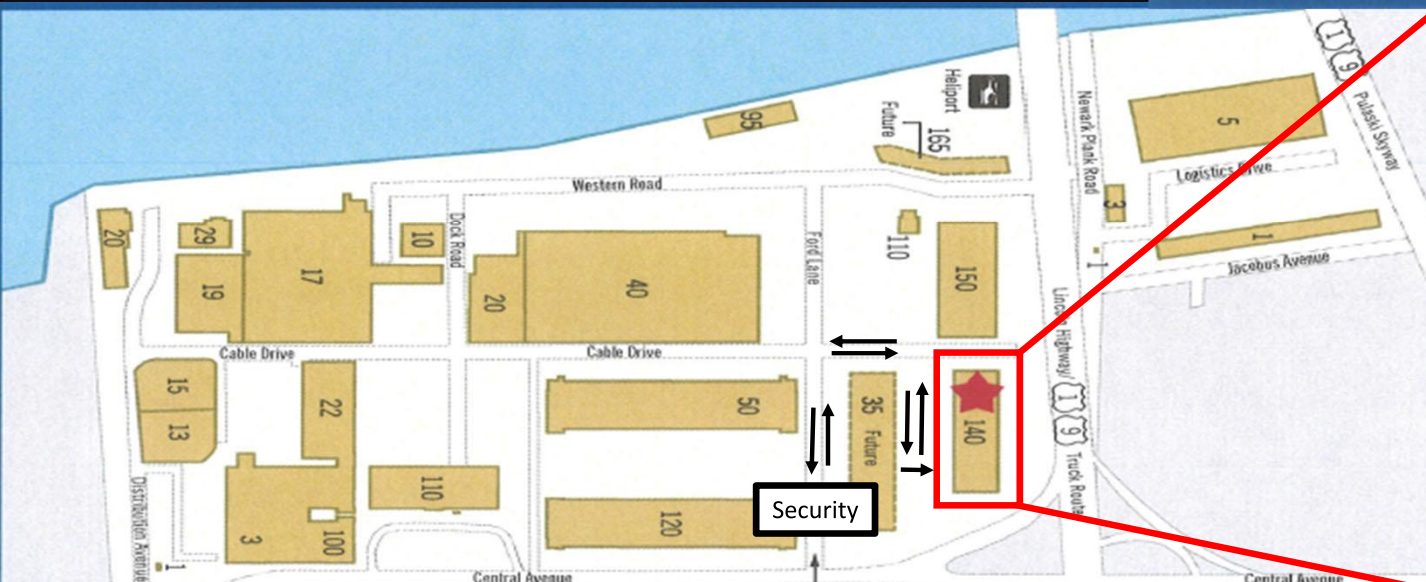 1
9
Pulaski Skyway
Heliport
Future
165
95
Newark Plank Road
5
Logistics Drive
3
1
1
Jacobus Avenue
Western Road
20
29
17
10
Dock Road
19
20
40
Ford Lane
110
150
Lincoln Highway/
1
9
Truck Route
Cable Drive
Cable Drive
15
13
22
50
35 Future
140
110
120
Security
3
100
Distribution Avenue
1
Central Avenue
Central Avenue